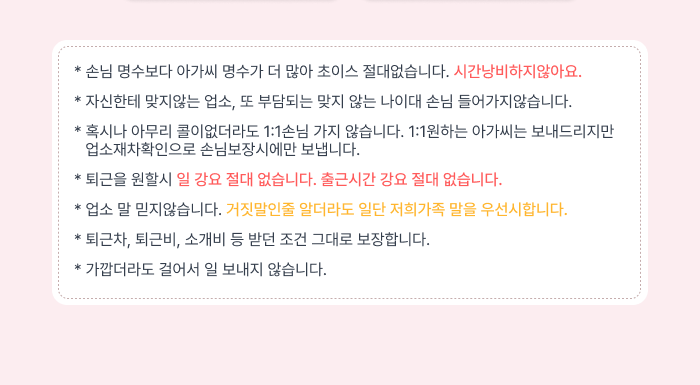 * 손님 명수보다 아가씨 명수가 더 많아 초이스 절대없습니다. 시간낭비하지않아요.
* 자신한테 맞지않는 업소, 또 부담되는 맞지 않는 나이대 손님 들어가지않습니다.
* 혹시나 아무리 콜이없더라도 1:1손님 가지 않습니다. 1:1원하는 아가씨는 보내드리지만
업소재차확인으로 손님보장시에만 보냅니다.
* 퇴근을 원할시 일 강요 절대 없습니다. 출근시간 강요 절대 없습니다.
* 업소 말 믿지않습니다. 거짓말인줄 알더라도 일단 저희가족 말을 우선시합니다.
* 퇴근차, 퇴근비, 소개비 등 받던 조건 그대로 보장합니다.
* 가깝더라도 걸어서 일 보내지 않습니다.